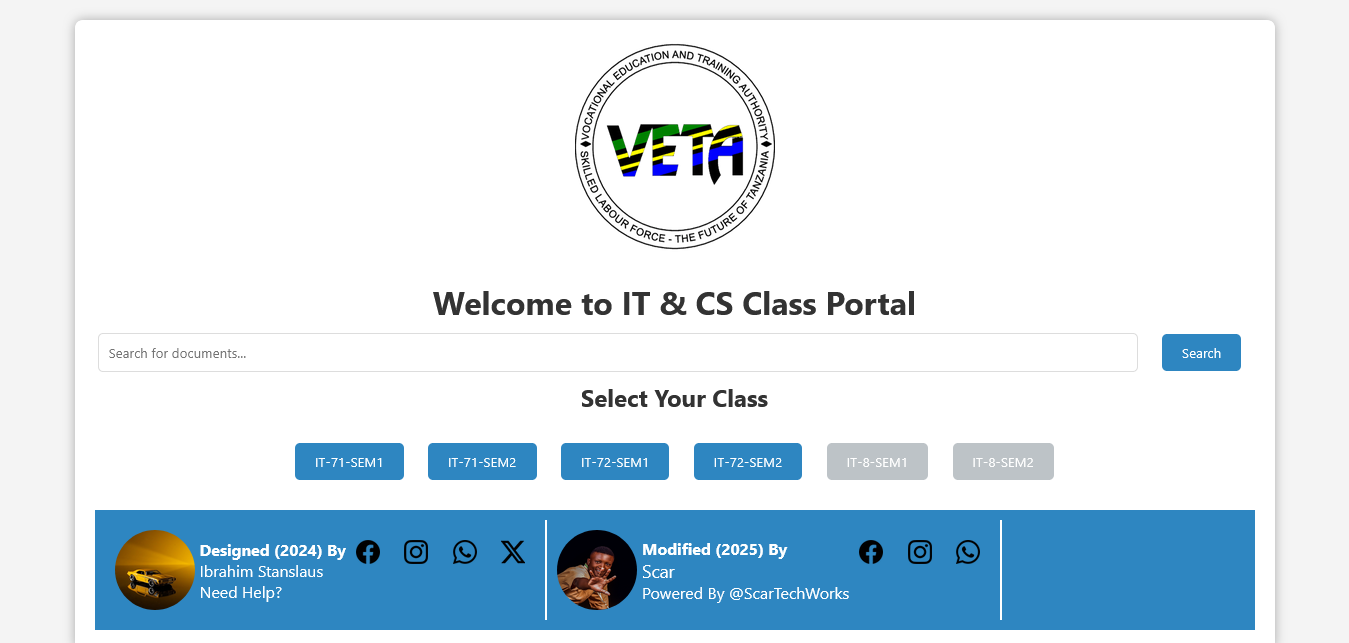 VOCATIONAL EDUCATION AND TRAINING AUTHORITY
VETA
SKILLED LABOUR FORCE - THE FUTURE OF TANZANIA
Welcome to IT & CS Class Portal
Search for documents...
Search
Select Your Class
IT-71-SEM1
IT-71-SEM2
IT-72-SEM1
IT-72-SEM2
IT-8-SEM1
IT-8-SEM2
Designed (2024) By
Ibrahim Stanslaus
Need Help?
Modified (2025) By
Scar
Powered By @ScarTechWorks